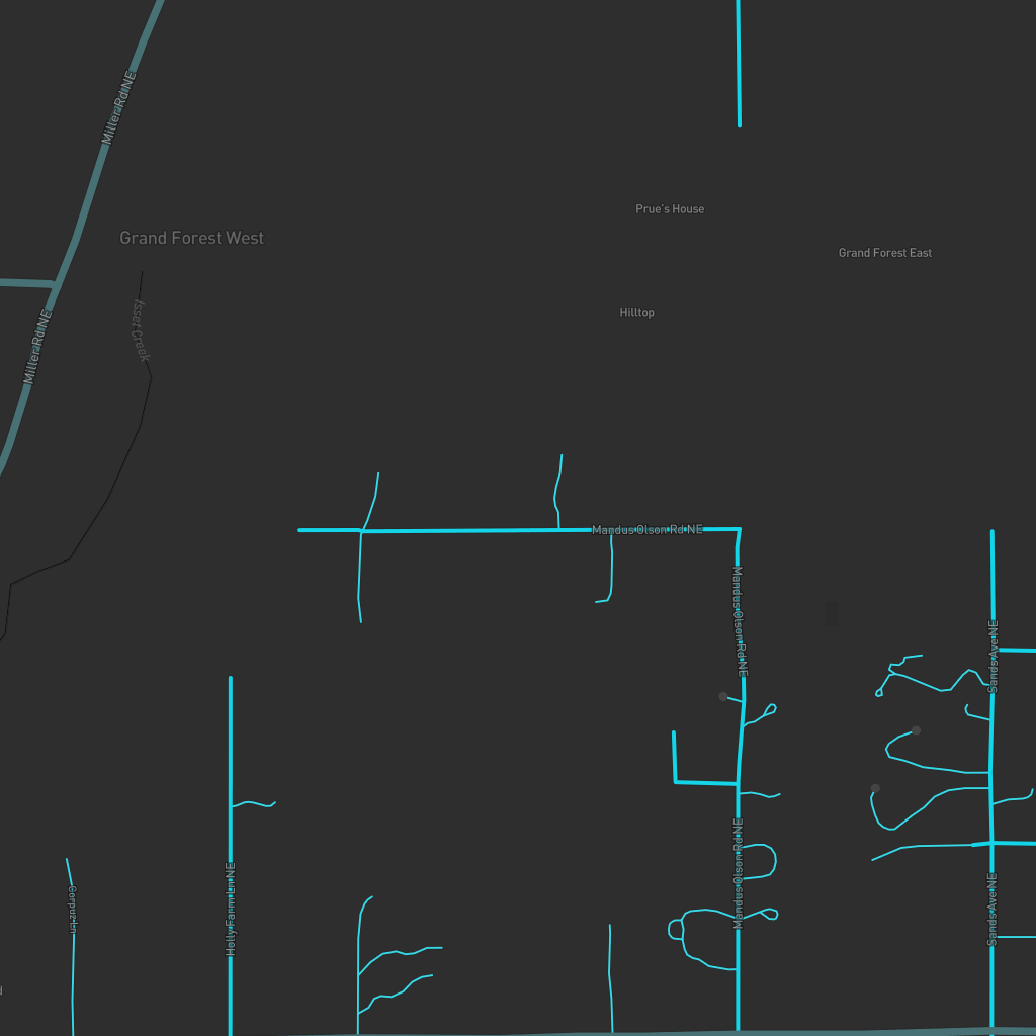 Miller Rd NE
Prue's House
Grand Forest West
Grand Forest East
Issei Creek
Hilltop
Miller Rd NE
Mandus Olson Rd NE
Mandus Olson Rd NE
Sands Ave NE
Mandus Olson Rd NE
Holly Farm Ln NE
Gorpuz Ln
Sands Ave NE